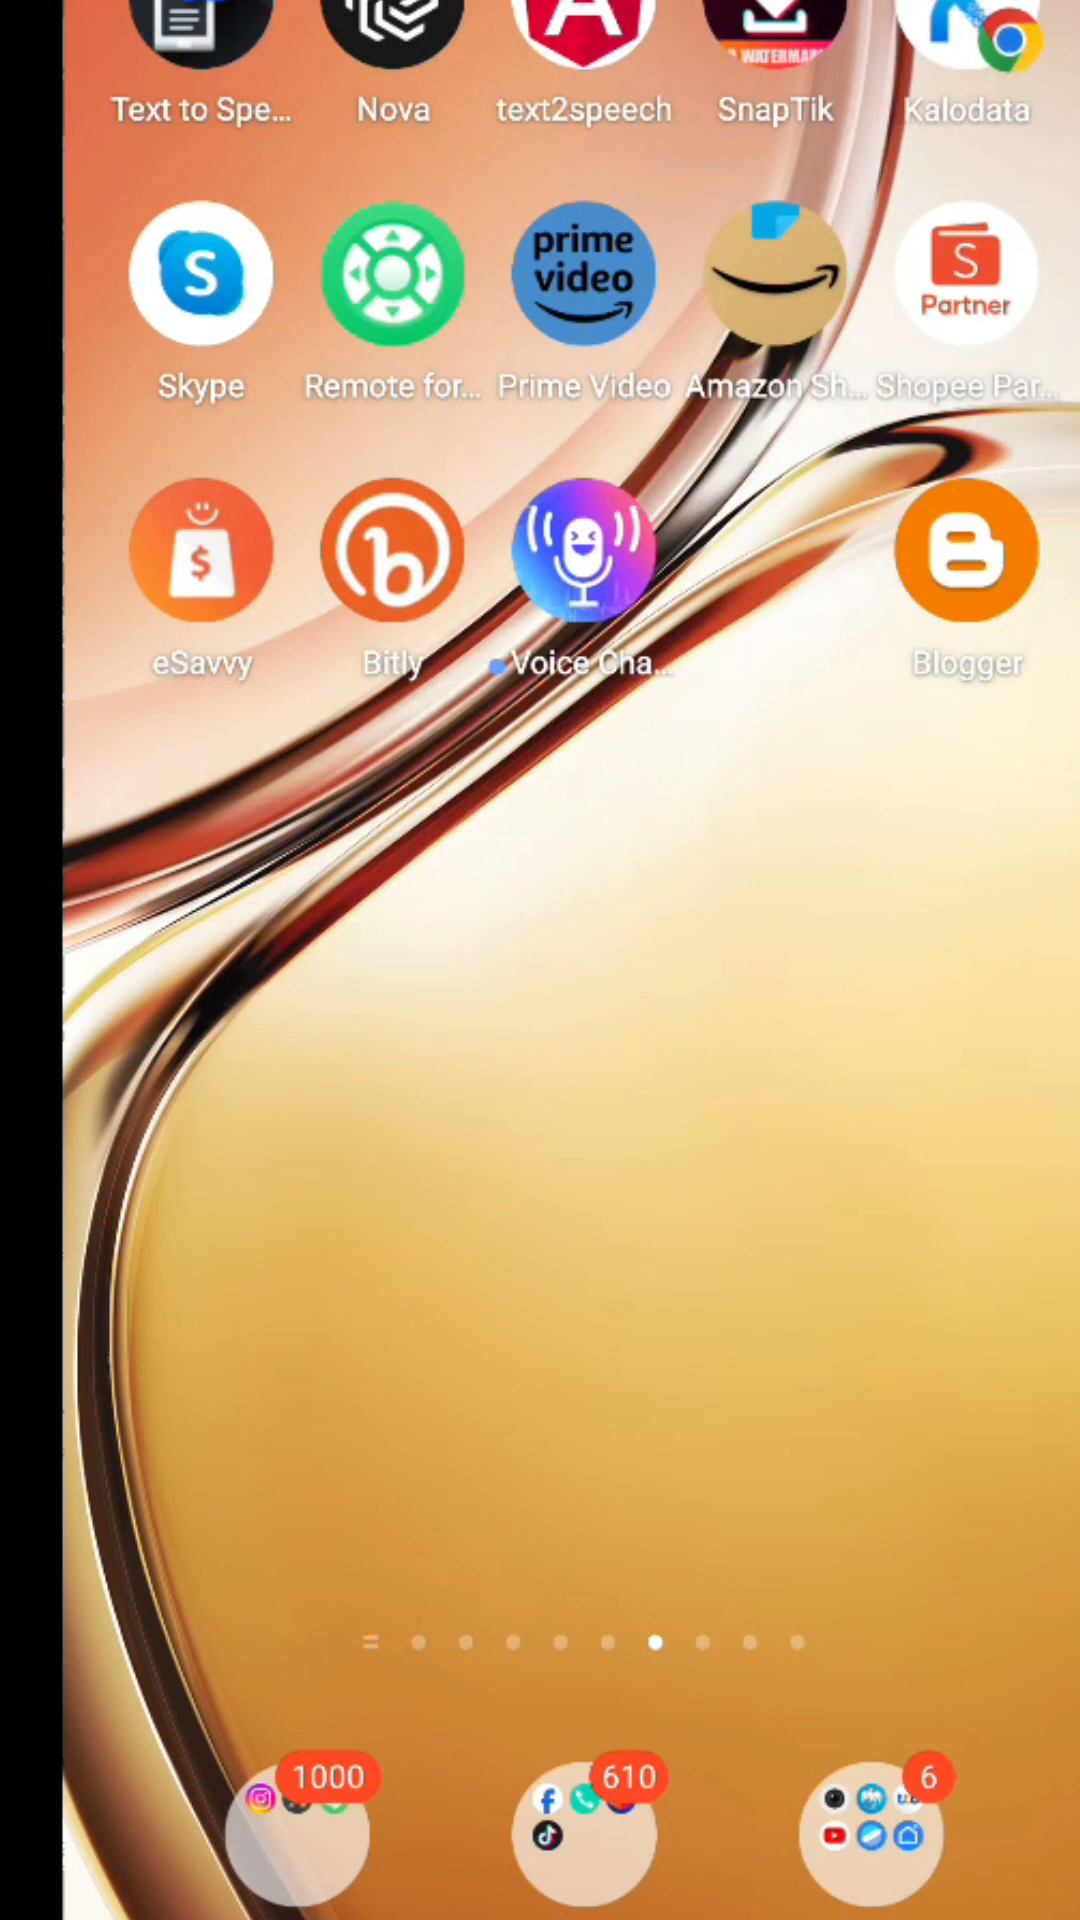 WATERMARK
Text to Spe...
Nova
text2speech
SnapTik
Kalodata
prime
video
S
S
Partner
Skype
Remote for...
Prime Video
Amazon Sh...
Shopee Par...
$
b
B
eSavvy
Bitly
Voice Cha...
Blogger
1000
610
6